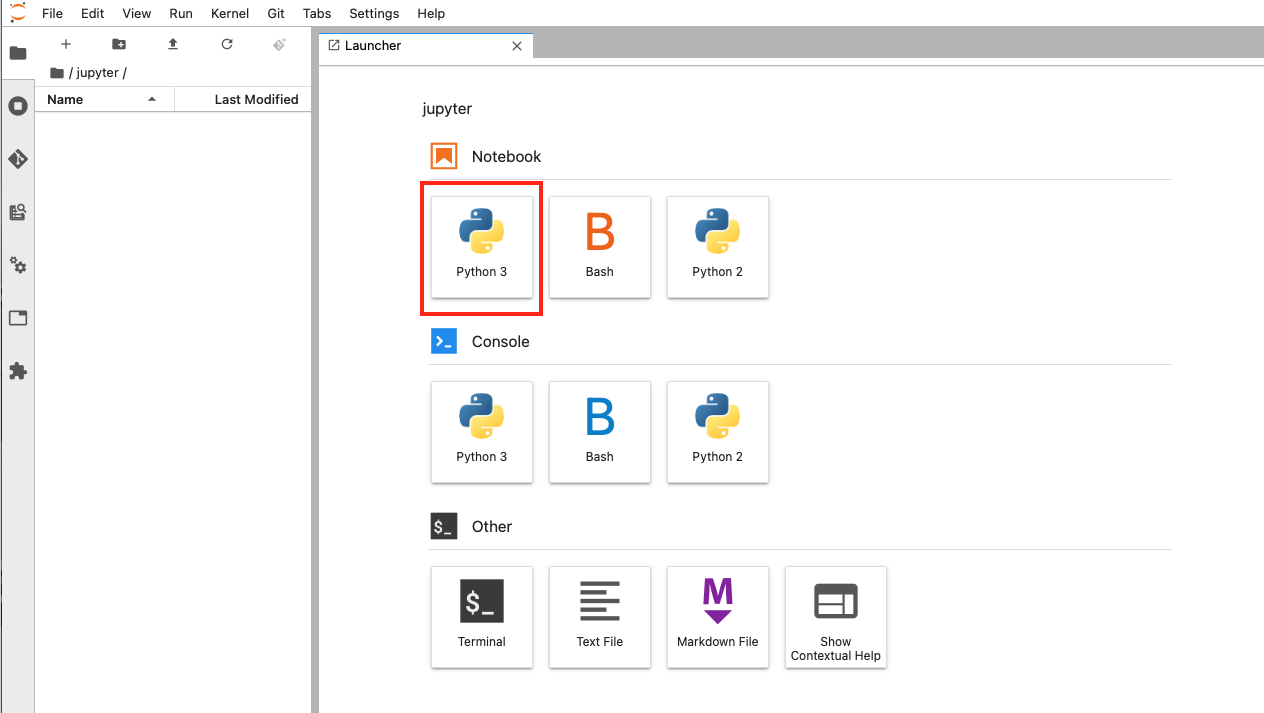 File Edit View Run Kernel Git Tabs Settings Help
/ jupyter /
Name Last Modified
Launcher
jupyter
Notebook
Python 3
B
Bash
Python 2
Console
>_
Python 3
B
Bash
Python 2
$_
Other
$_
Terminal
Text File
M
Markdown File
Show
Contextual Help